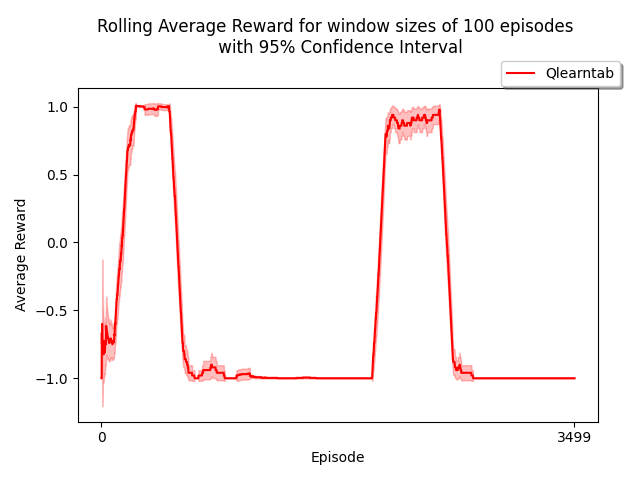 Rolling Average Reward for window sizes of 100 episodes
with 95% Confidence Interval
Qlearntab
1.0
0.5
0.0
−0.5
−1.0
Average Reward
0
3499
Episode